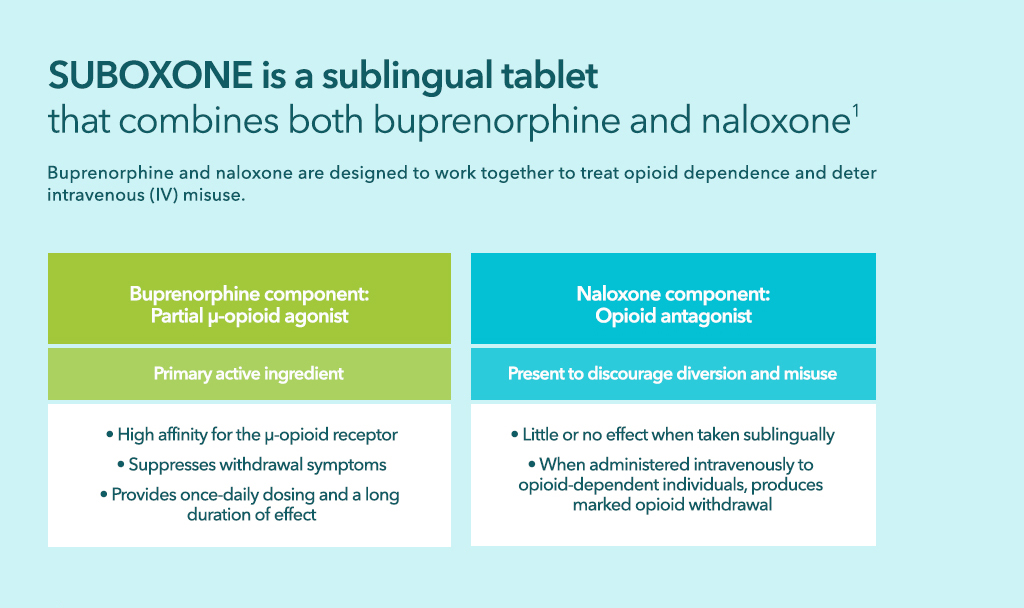 SUBOXONE is a sublingual tablet
that combines both buprenorphine and naloxone¹
Buprenorphine and naloxone are designed to work together to treat opioid dependence and deter
intravenous (IV) misuse.
Buprenorphine component:
Partial µ-opioid agonist
Primary active ingredient
• High affinity for the µ-opioid receptor
• Suppresses withdrawal symptoms
• Provides once-daily dosing and a long
duration of effect
Naloxone component:
Opioid antagonist
Present to discourage diversion and misuse
• Little or no effect when taken sublingually
• When administered intravenously to
opioid-dependent individuals, produces
marked opioid withdrawal